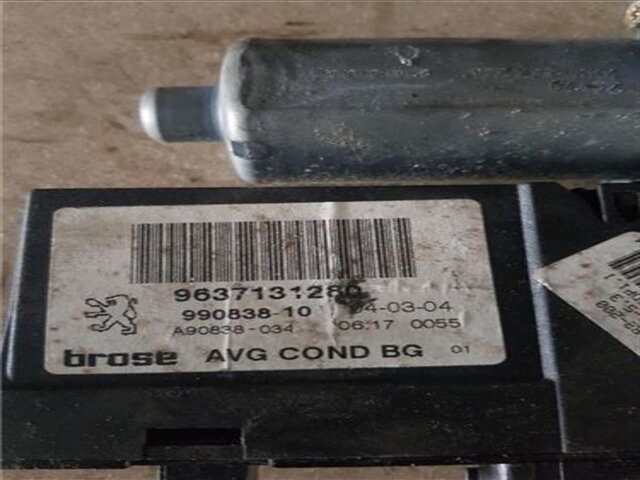 9637131280
990838-10 04-03-04
A90838-034 06:17 0055
brose AVG COND BG 01